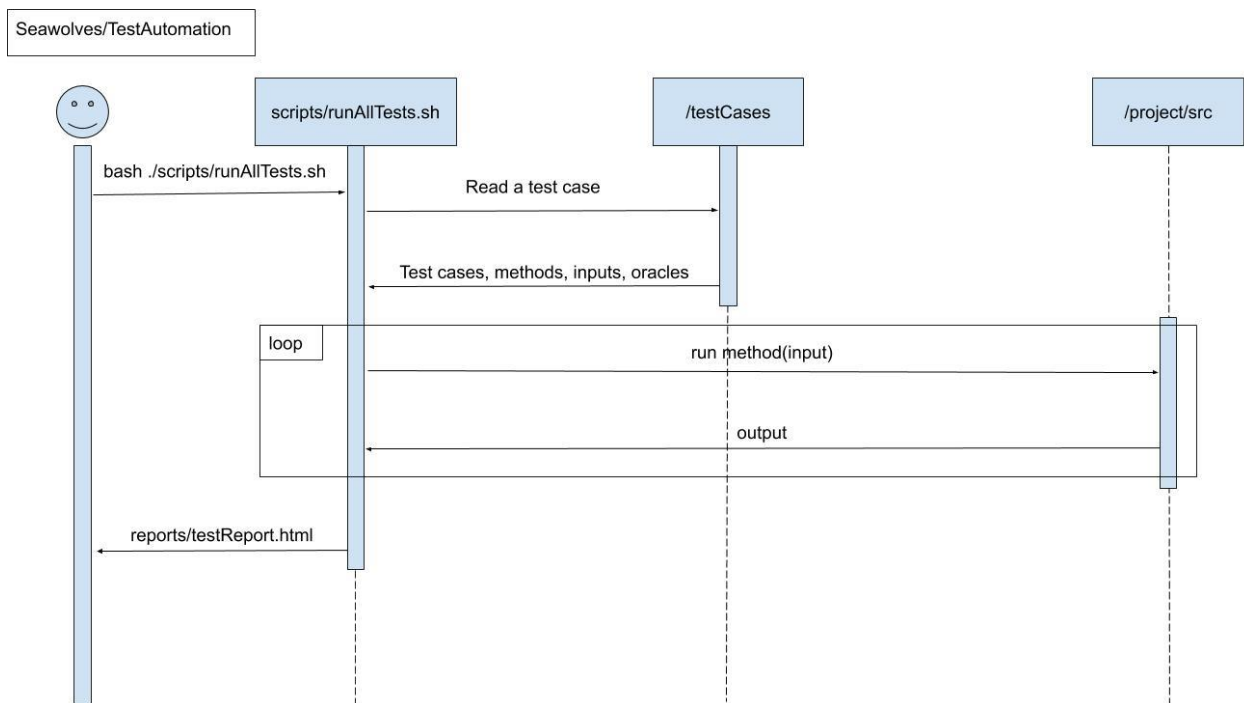 Seawolves/TestAutomation
scripts/runAllTests.sh
/testCases
/project/src
bash ./scripts/runAllTests.sh
Read a test case
Test cases, methods, inputs, oracles
loop
run method(input)
output
reports/testReport.html